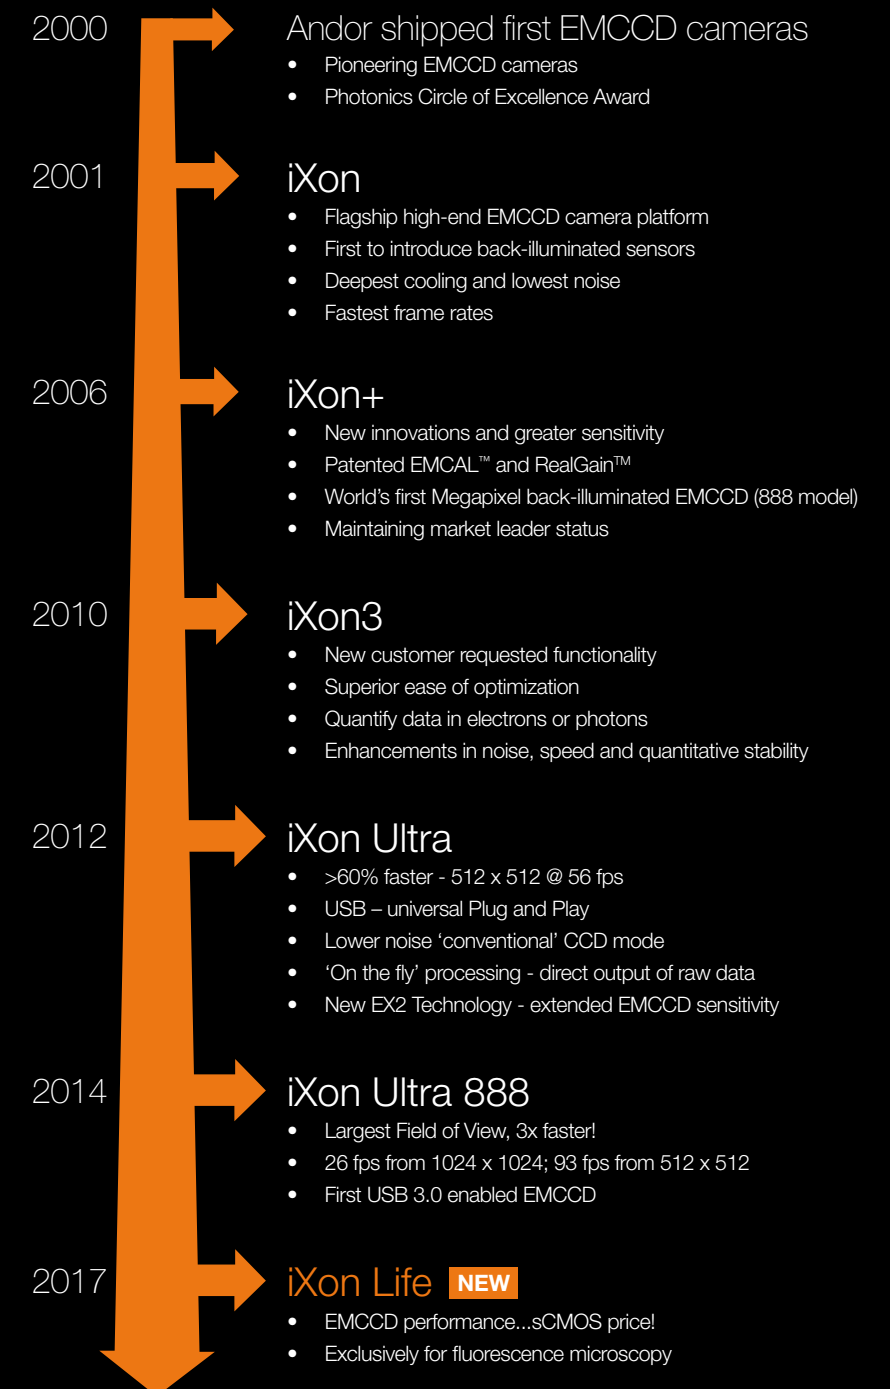 2000 Andor shipped first EMCCD cameras
• Pioneering EMCCD cameras
• Photonics Circle of Excellence Award
2001 iXon
• Flagship high-end EMCCD camera platform
• First to introduce back-illuminated sensors
• Deepest cooling and lowest noise
• Fastest frame rates
2006 iXon+
• New innovations and greater sensitivity
• Patented EMCAL™ and RealGain™
• World's first Megapixel back-illuminated EMCCD (888 model)
• Maintaining market leader status
2010 iXon3
• New customer requested functionality
• Superior ease of optimization
• Quantify data in electrons or photons
• Enhancements in noise, speed and quantitative stability
2012 iXon Ultra
• >60% faster - 512 x 512 @ 56 fps
• USB – universal Plug and Play
• Lower noise 'conventional' CCD mode
• 'On the fly' processing - direct output of raw data
• New EX2 Technology - extended EMCCD sensitivity
2014 iXon Ultra 888
• Largest Field of View, 3x faster!
• 26 fps from 1024 x 1024; 93 fps from 512 x 512
• First USB 3.0 enabled EMCCD
2017 iXon Life NEW
• EMCCD performance...sCMOS price!
• Exclusively for fluorescence microscopy